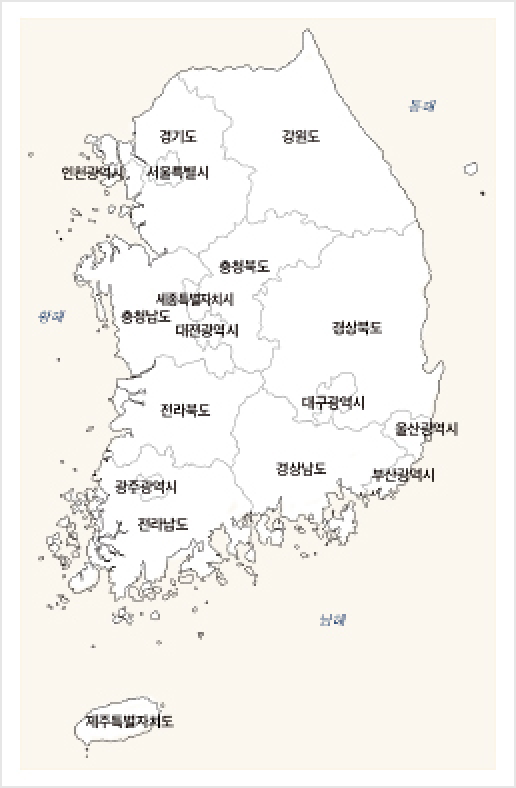 동해
경기도
강원도
인천광역시
서울특별시
충청북도
세종특별자치시
황해
충청남도
대전광역시
경상북도
대구광역시
전라북도
울산광역시
경상남도
부산광역시
광주광역시
전라남도
남해
제주특별자치도